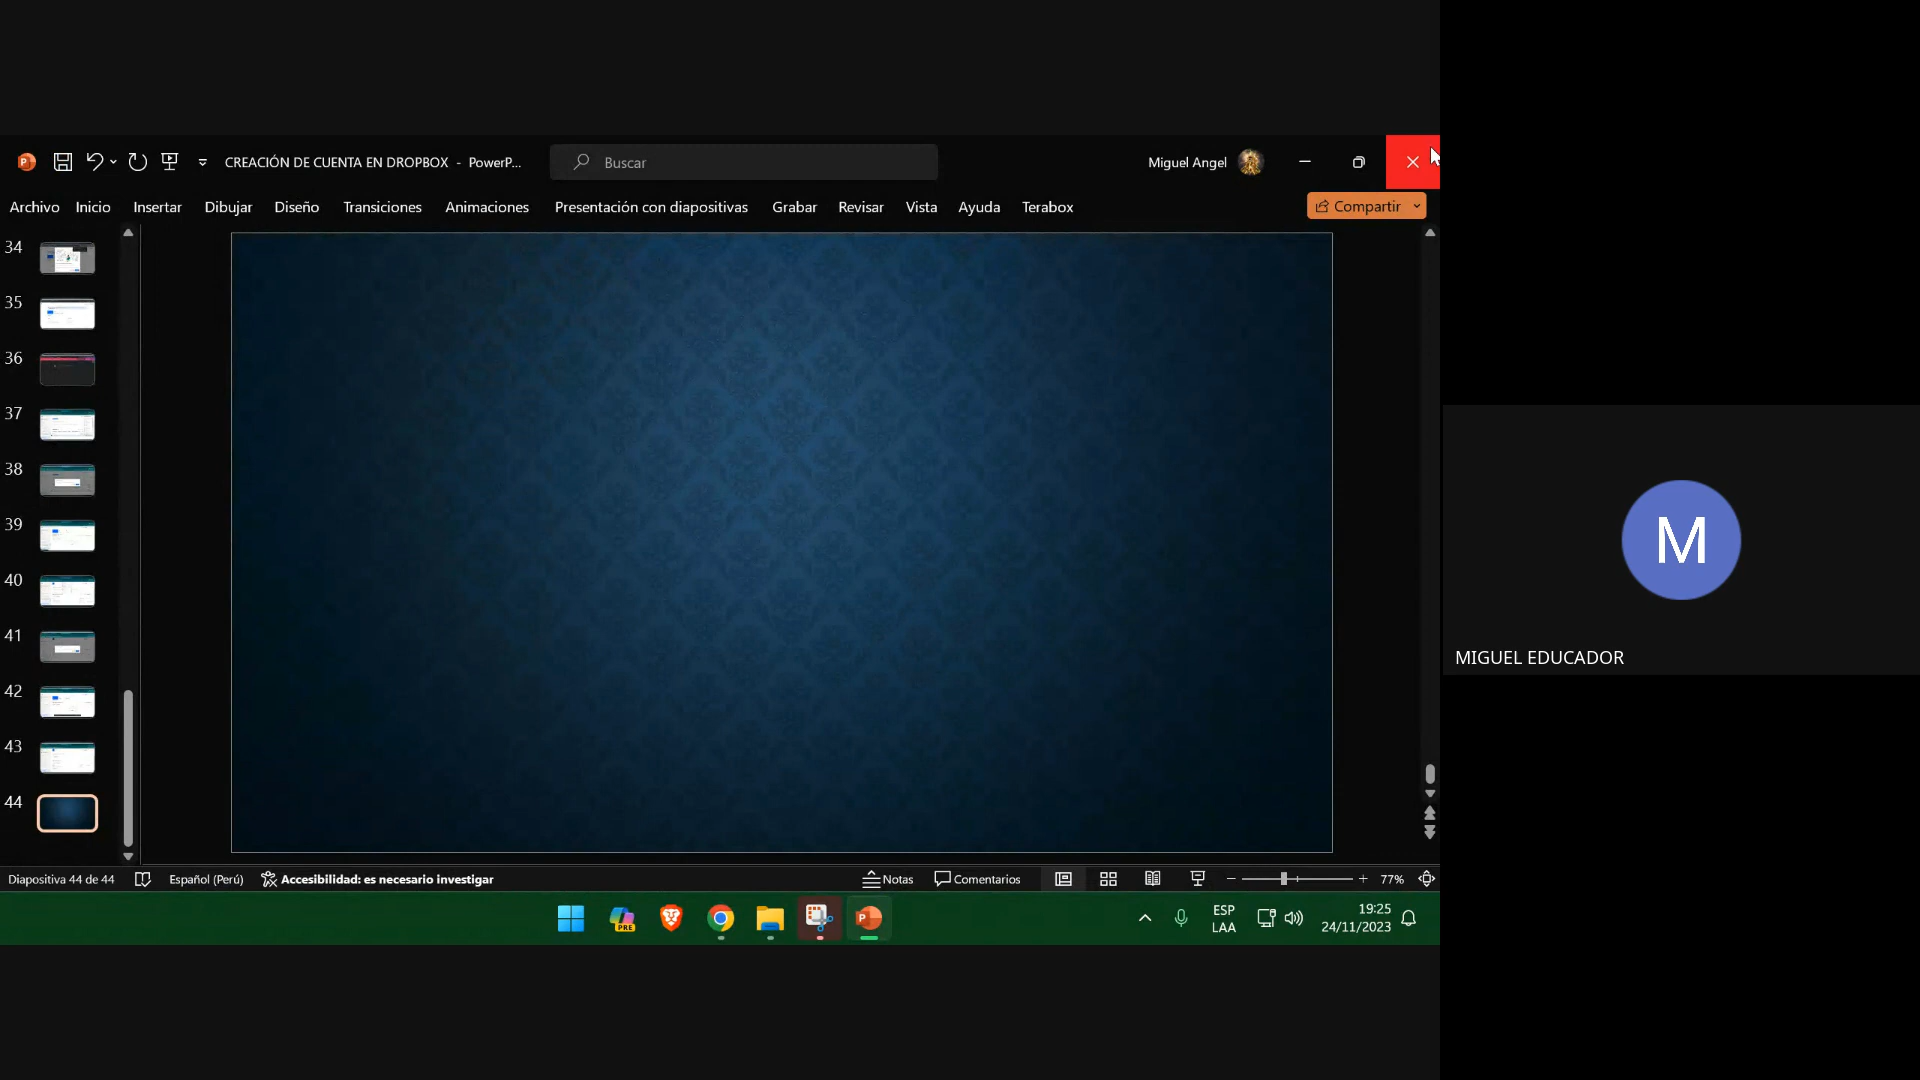 CREACIÓN DE CUENTA EN DROPBOX - PowerP...
Buscar
Miguel Angel
Archivo Inicio Insertar Dibujar Diseño Transiciones Animaciones Presentación con diapositivas Grabar Revisar Vista Ayuda Terabox
Compartir
34
35
36
37
38
39
40
41
42
43
44
M
MIGUEL EDUCADOR
Diapositiva 44 de 44 Español (Perú) Accesibilidad: es necesario investigar Notas Comentarios 77%
PRE
ESP
LAA
19:25
24/11/2023